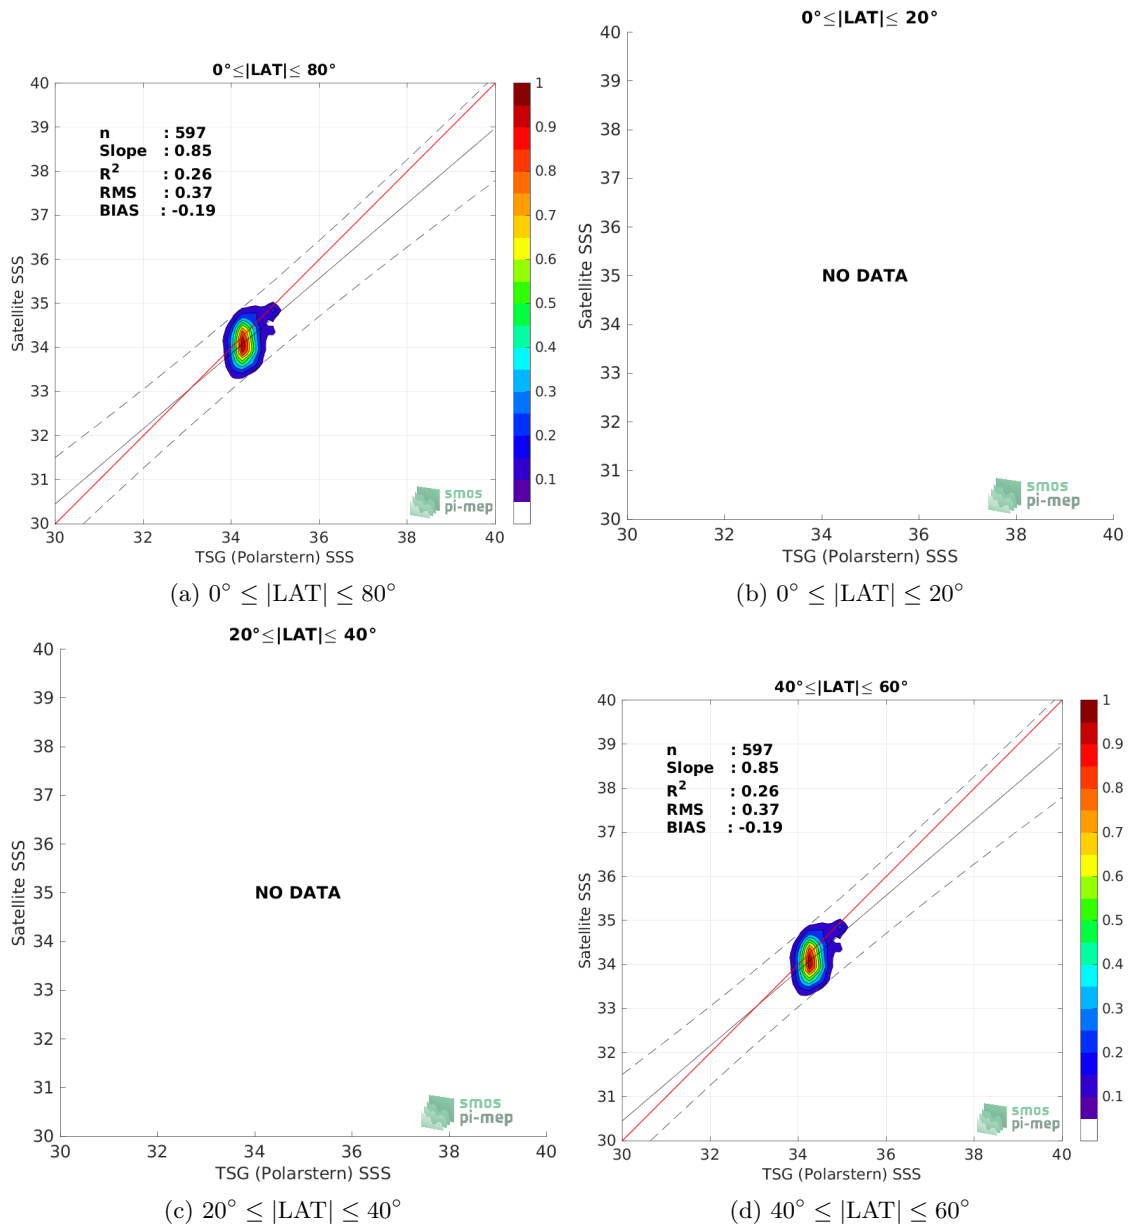 0°≤|LAT|≤ 80°
40
39
38
37
36
35
34
33
32
31
30
Satellite SSS
n : 597
Slope : 0.85
R² : 0.26
RMS : 0.37
BIAS : -0.19
smos
pi-mep
30 32 34 36 38 40
TSG (Polarstern) SSS
1
0.9
0.8
0.7
0.6
0.5
0.4
0.3
0.2
0.1
(a) 0° ≤ |LAT| ≤ 80°
0°≤|LAT|≤ 20°
40
39
38
37
36
35
34
33
32
31
30
Satellite SSS
NO DATA
smos
pi-mep
30 32 34 36 38 40
TSG (Polarstern) SSS
(b) 0° ≤ |LAT| ≤ 20°
20°≤|LAT|≤ 40°
40
39
38
37
36
35
34
33
32
31
30
Satellite SSS
NO DATA
smos
pi-mep
30 32 34 36 38 40
TSG (Polarstern) SSS
(c) 20° ≤ |LAT| ≤ 40°
40°≤|LAT|≤ 60°
40
39
38
37
36
35
34
33
32
31
30
Satellite SSS
n : 597
Slope : 0.85
R² : 0.26
RMS : 0.37
BIAS : -0.19
smos
pi-mep
30 32 34 36 38 40
TSG (Polarstern) SSS
1
0.9
0.8
0.7
0.6
0.5
0.4
0.3
0.2
0.1
(d) 40° ≤ |LAT| ≤ 60°